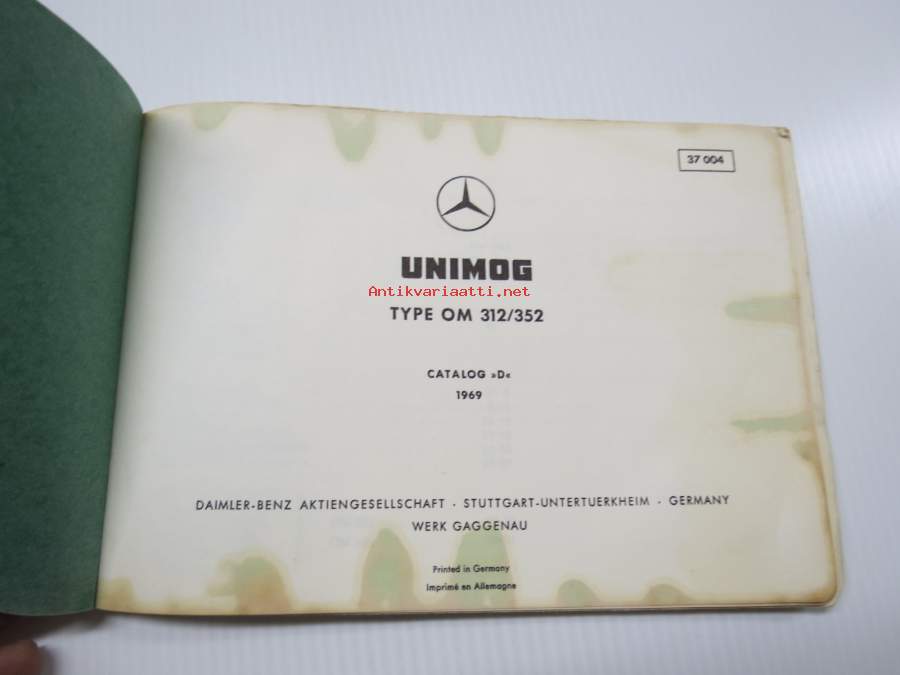 37 004
UNIMOG
Antikvariaatti.net
TYPE OM 312/352
CATALOG »D«
1969
DAIMLER-BENZ AKTIENGESELLSCHAFT · STUTTGART-UNTERTUERKHEIM · GERMANY
WERK GAGGENAU
Printed in Germany
Imprimé en Allemagne